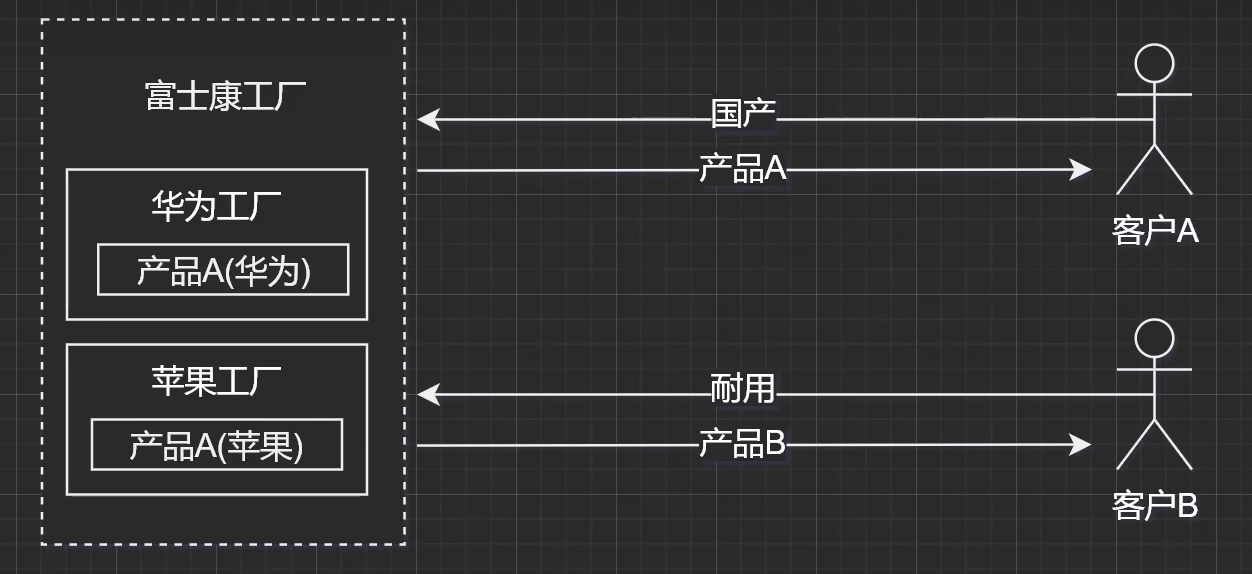 富士康工厂
华为工厂
产品A(华为)
苹果工厂
产品A(苹果)
国产
产品A
客户A
耐用
产品B
客户B